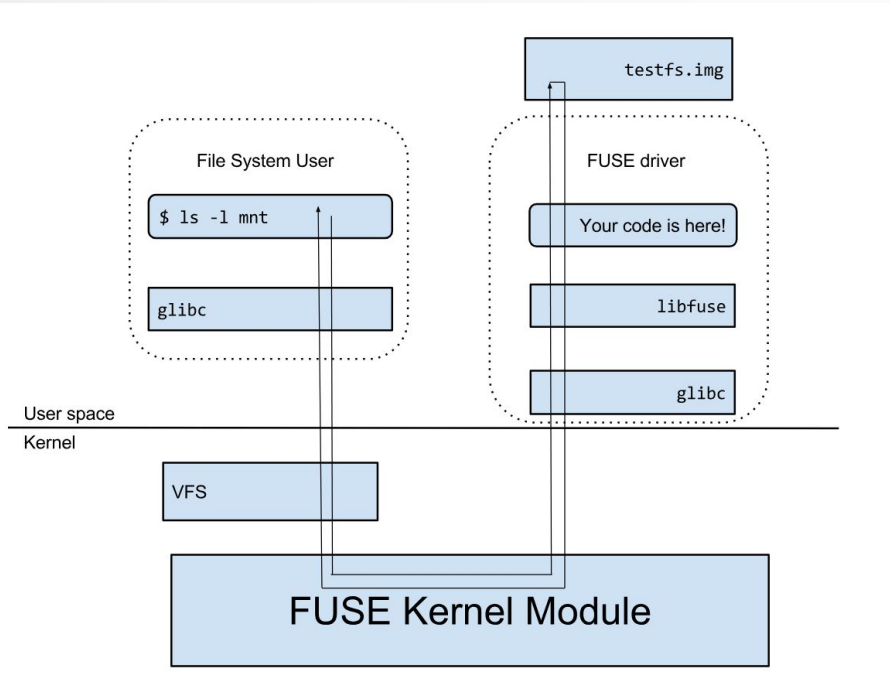 testfs.img
File System User
FUSE driver
$ ls -l mnt
Your code is here!
glibc
libfuse
glibc
User space
Kernel
VFS
FUSE Kernel Module